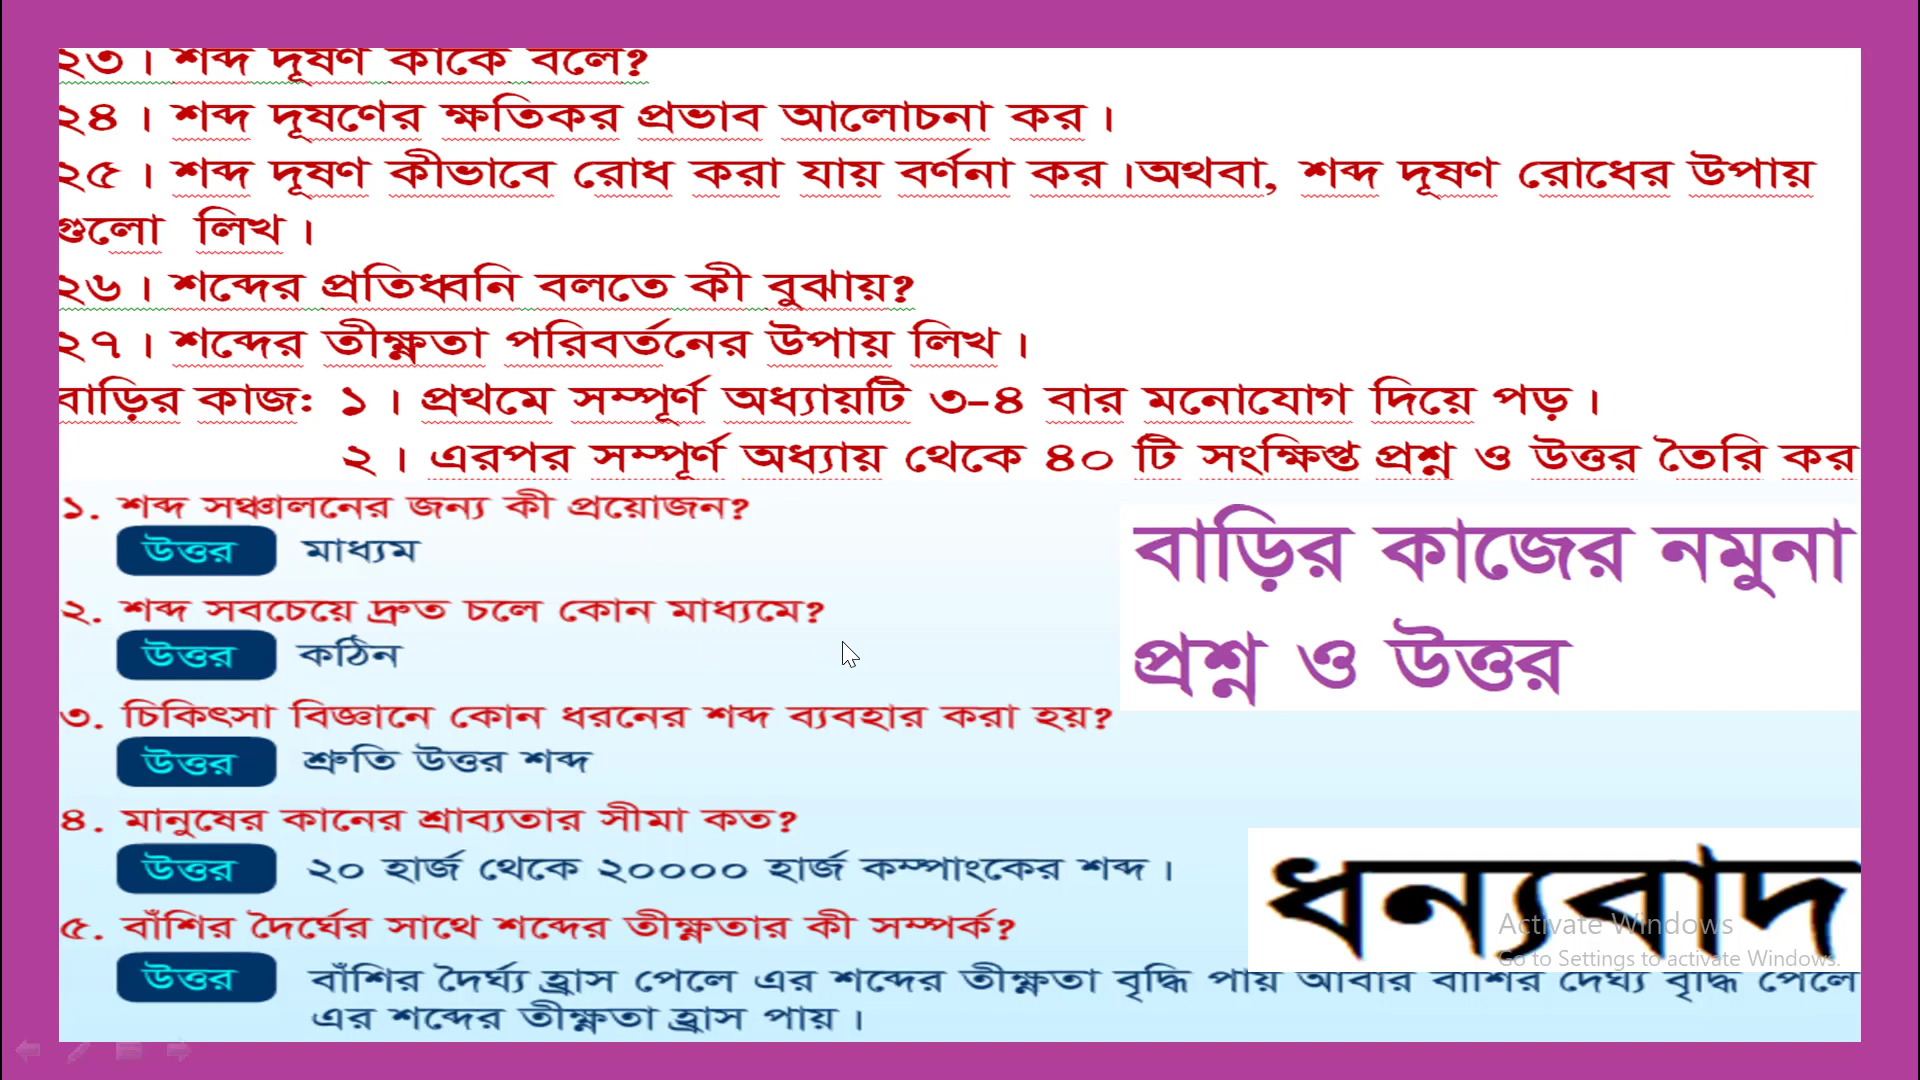 ২৩। শব্দ দূষণ কাকে বলে?
২৪। শব্দ দূষণের ক্ষতিকর প্রভাব আলোচনা কর।
২৫। শব্দ দূষণ কীভাবে রোধ করা যায় বর্ণনা কর।অথবা, শব্দ দূষণ রোধের উপায়
গুলো লিখ।
২৬। শব্দের প্রতিধ্বনি বলতে কী বুঝায়?
২৭। শব্দের তীক্ষ্ণতা পরিবর্তনের উপায় লিখ।
বাড়ির কাজ: ১। প্রথমে সম্পূর্ণ অধ্যায়টি ৩-৪ বার মনোযোগ দিয়ে পড়।
২। এরপর সম্পূর্ণ অধ্যায় থেকে ৪০ টি সংক্ষিপ্ত প্রশ্ন ও উত্তর তৈরি কর
১. শব্দ সঞ্চালনের জন্য কী প্রয়োজন?
উত্তর মাধ্যম
২. শব্দ সবচেয়ে দ্রুত চলে কোন মাধ্যমে?
উত্তর কঠিন
৩. চিকিৎসা বিজ্ঞানে কোন ধরনের শব্দ ব্যবহার করা হয়?
উত্তর শ্রুতি উত্তর শব্দ
৪. মানুষের কানের শ্রাব্যতার সীমা কত?
উত্তর ২০ হার্জ থেকে ২০০০০ হার্জ কম্পাংকের শব্দ।
৫. বাঁশির দৈর্ঘের সাথে শব্দের তীক্ষ্ণতার কী সম্পর্ক?
উত্তর বাঁশির দৈর্ঘ্য হ্রাস পেলে এর শব্দের তীক্ষ্ণতা বৃদ্ধি পায় আবার বাঁশির দৈর্ঘ্য বৃদ্ধি পেলে
এর শব্দের তীক্ষ্ণতা হ্রাস পায়।
বাড়ির কাজের নমুনা
প্রশ্ন ও উত্তর
ধন্যবাদ
Activate Windows
Go to Settings to activate Windows.